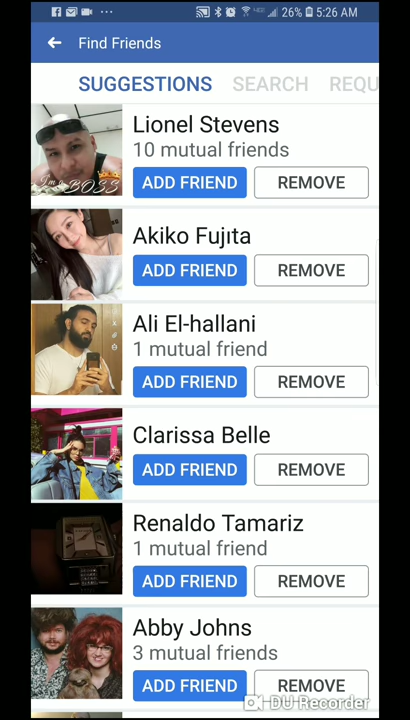 26% 5:26 AM
Find Friends
SUGGESTIONS SEARCH REQU
Lionel Stevens
10 mutual friends
ADD FRIEND REMOVE
I'm a BOSS
Akiko Fujıta
ADD FRIEND REMOVE
Ali El-hallani
1 mutual friend
ADD FRIEND REMOVE
Clarissa Belle
ADD FRIEND REMOVE
Renaldo Tamariz
1 mutual friend
ADD FRIEND REMOVE
Abby Johns
3 mutual friends
ADD FRIEND REMOVE
DU Recorder